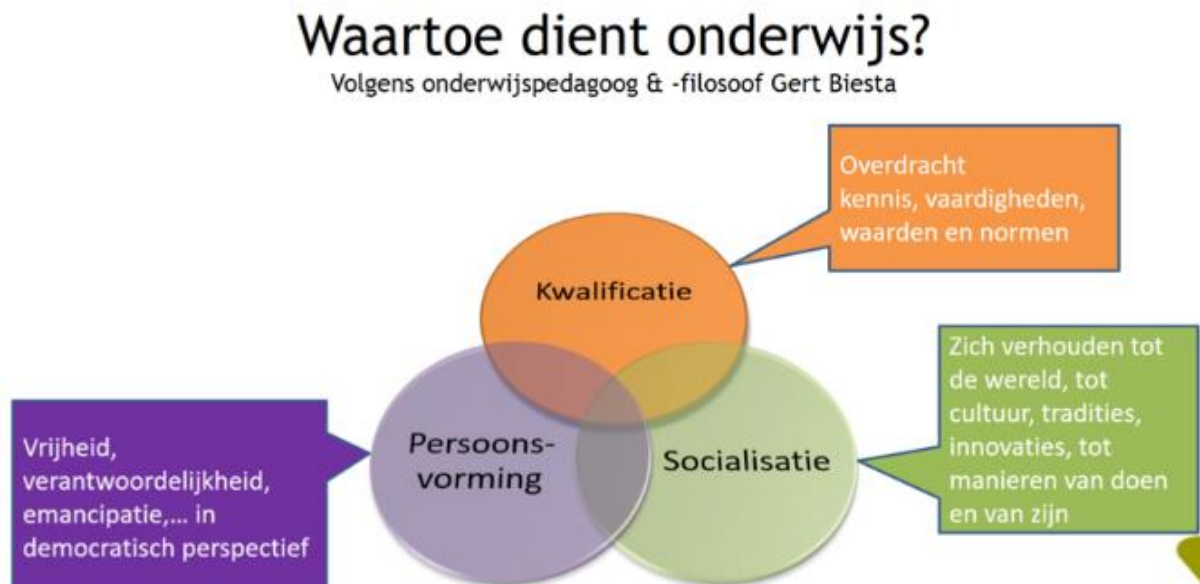 Waartoe dient onderwijs?
Volgens onderwijspedagoog & -filosoof Gert Biesta
Overdracht
kennis, vaardigheden,
waarden en normen
Kwalificatie
Zich verhouden tot
de wereld, tot
cultuur, tradities,
innovaties, tot
manieren van doen
en van zijn
Persoons-
vorming
Socialisatie
Vrijheid,
verantwoordelijkheid,
emancipatie,... in
democratisch perspectief